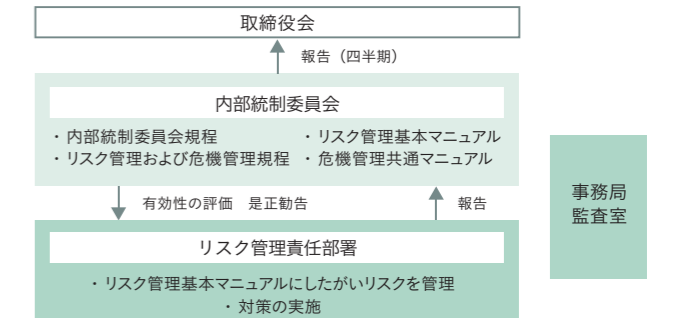 取締役会
報告（四半期）
内部統制委員会
・ 内部統制委員会規程
・ リスク管理基本マニュアル
・ リスク管理および危機管理規程
・ 危機管理共通マニュアル
有効性の評価　是正勧告
報告
リスク管理責任部署
・ リスク管理基本マニュアルにしたがいリスクを管理
・ 対策の実施
事務局
監査室